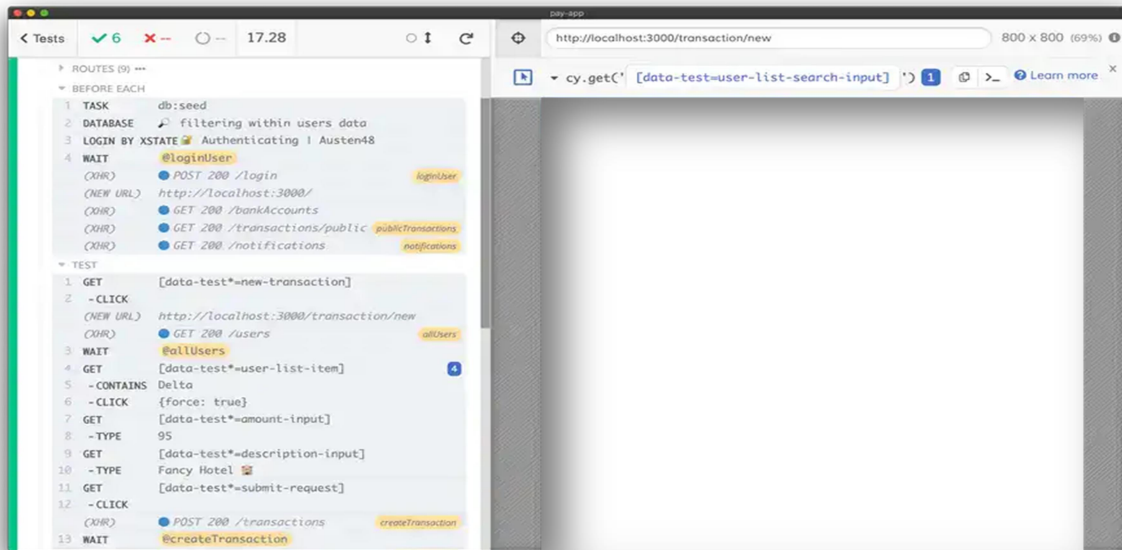 pay-app
Tests 6 -- -- 17.28
http://localhost:3000/transaction/new 800 x 800 (69%)
cy.get(' [data-test=user-list-search-input] ') 1 >_ Learn more
ROUTES (9)
BEFORE EACH
1 TASK db:seed
2 DATABASE 🔎 filtering within users data
3 LOGIN BY XSTATE 🔐 Authenticating | Austen48
4 WAIT @loginUser
(XHR) POST 200 /login loginUser
(NEW URL) http://localhost:3000/
(XHR) GET 200 /bankAccounts
(XHR) GET 200 /transactions/public publicTransactions
(XHR) GET 200 /notifications notifications
TEST
1 GET [data-test*=new-transaction]
2 -CLICK
(NEW URL) http://localhost:3000/transaction/new
(XHR) GET 200 /users allUsers
3 WAIT @allUsers
4 GET [data-test*=user-list-item] 4
5 -CONTAINS Delta
6 -CLICK {force: true}
7 GET [data-test*=amount-input]
8 -TYPE 95
9 GET [data-test*=description-input]
10 -TYPE Fancy Hotel 🏨
11 GET [data-test*=submit-request]
12 -CLICK
(XHR) POST 200 /transactions createTransaction
13 WAIT @createTransaction